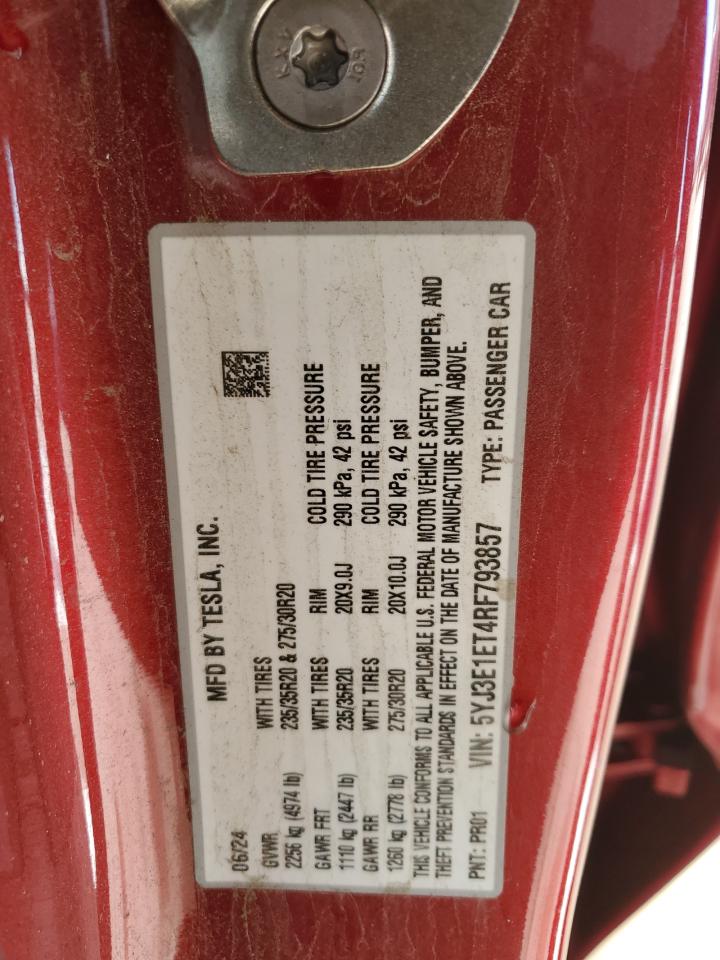 MFD BY TESLA, INC.
06/24
GVWR WITH TIRES
2256 kg (4974 lb) 235/35R20 & 275/30R20
GAWR FRT WITH TIRES RIM COLD TIRE PRESSURE
1110 kg (2447 lb) 235/35R20 20X9.0J 290 kPa, 42 psi
GAWR RR WITH TIRES RIM COLD TIRE PRESSURE
1260 kg (2778 lb) 275/30R20 20X10.0J 290 kPa, 42 psi
THIS VEHICLE CONFORMS TO ALL APPLICABLE U.S. FEDERAL MOTOR VEHICLE SAFETY, BUMPER, AND
THEFT PREVENTION STANDARDS IN EFFECT ON THE DATE OF MANUFACTURE SHOWN ABOVE.
PNT: PR01 VIN: 5YJ3E1ET4RF793857 TYPE: PASSENGER CAR